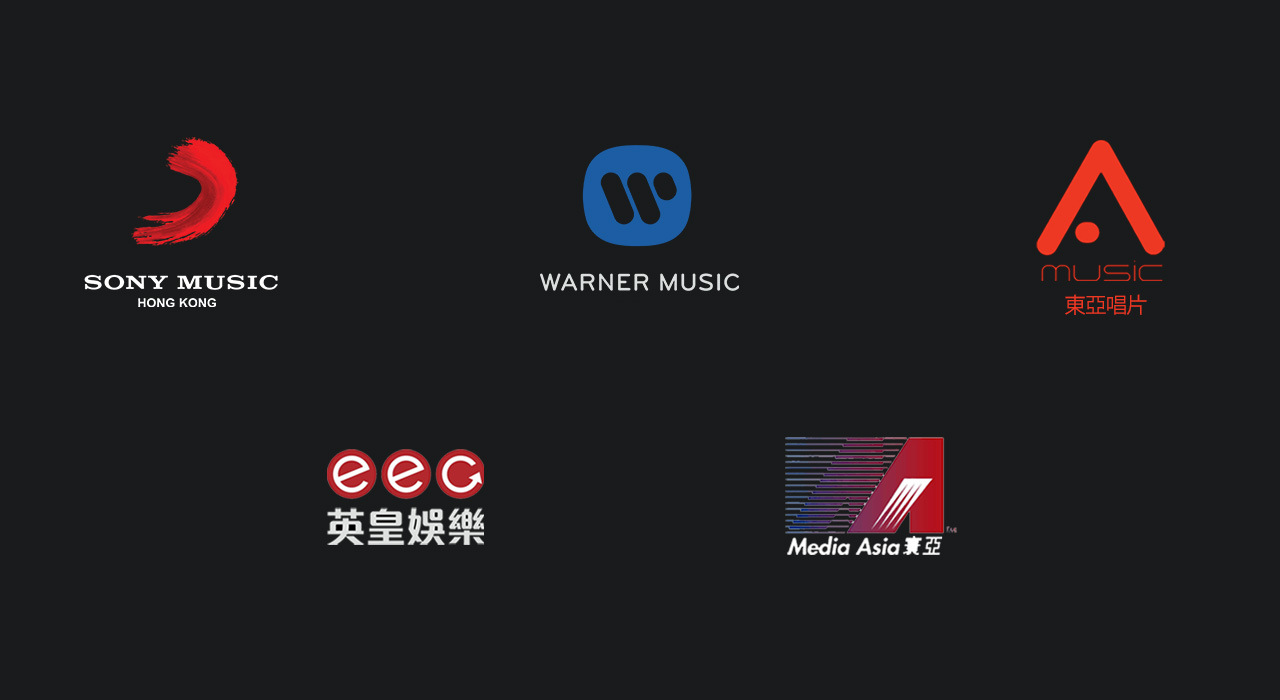 SONY MUSIC
HONG KONG
WARNER MUSIC
music
東亞唱片
eeG
英皇娛樂
Media Asia 寰亞
TM